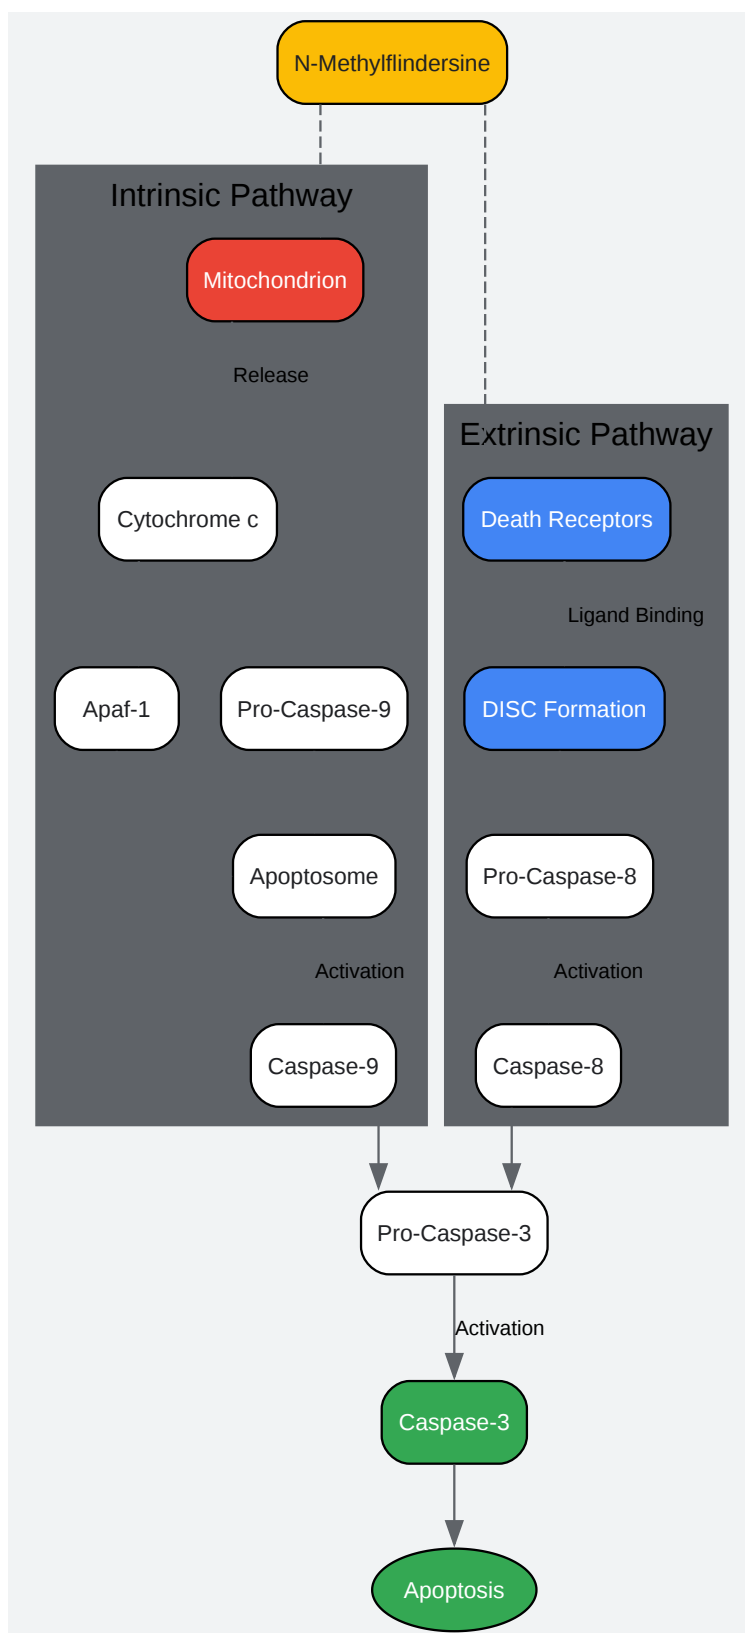 N-Methylflindersine
Intrinsic Pathway
Mitochondrion
Release
Extrinsic Pathway
Cytochrome c
Death Receptors
Ligand Binding
Apaf-1
Pro-Caspase-9
DISC Formation
Apoptosome
Pro-Caspase-8
Activation
Activation
Caspase-9
Caspase-8
Pro-Caspase-3
Activation
Caspase-3
Apoptosis